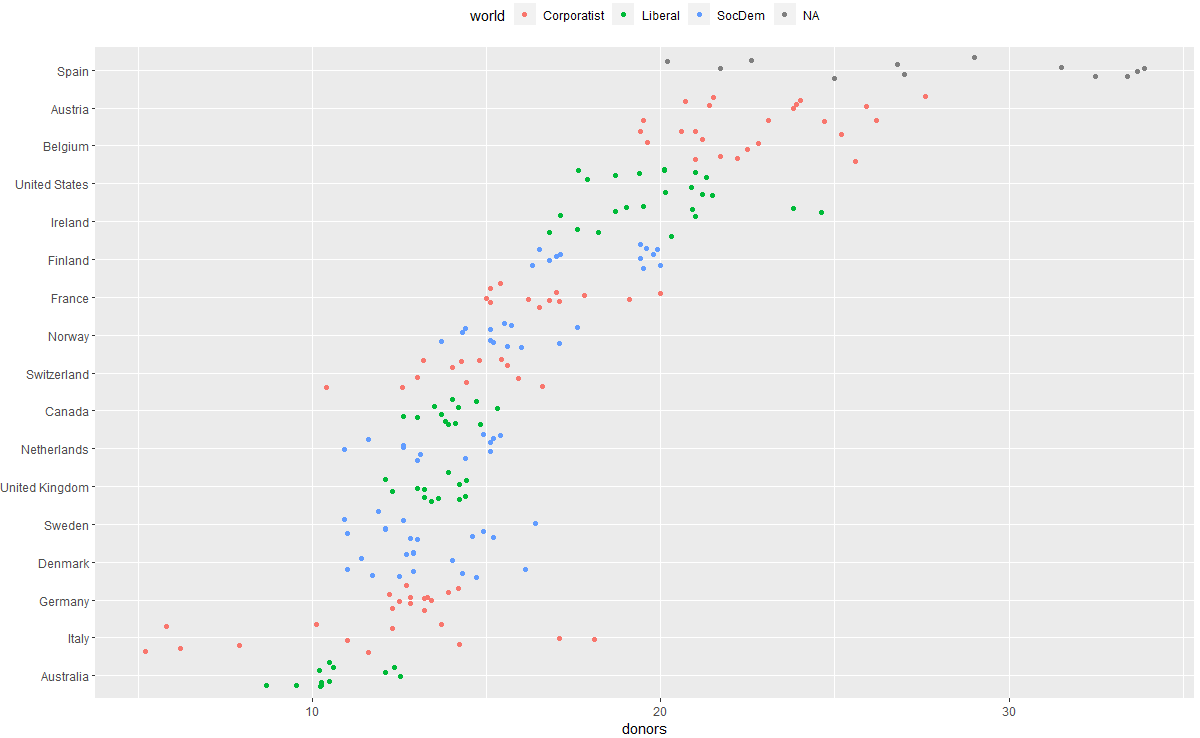 world Corporatist Liberal SocDem NA
Spain
Austria
Belgium
United States
Ireland
Finland
France
Norway
Switzerland
Canada
Netherlands
United Kingdom
Sweden
Denmark
Germany
Italy
Australia
10 20 30
donors